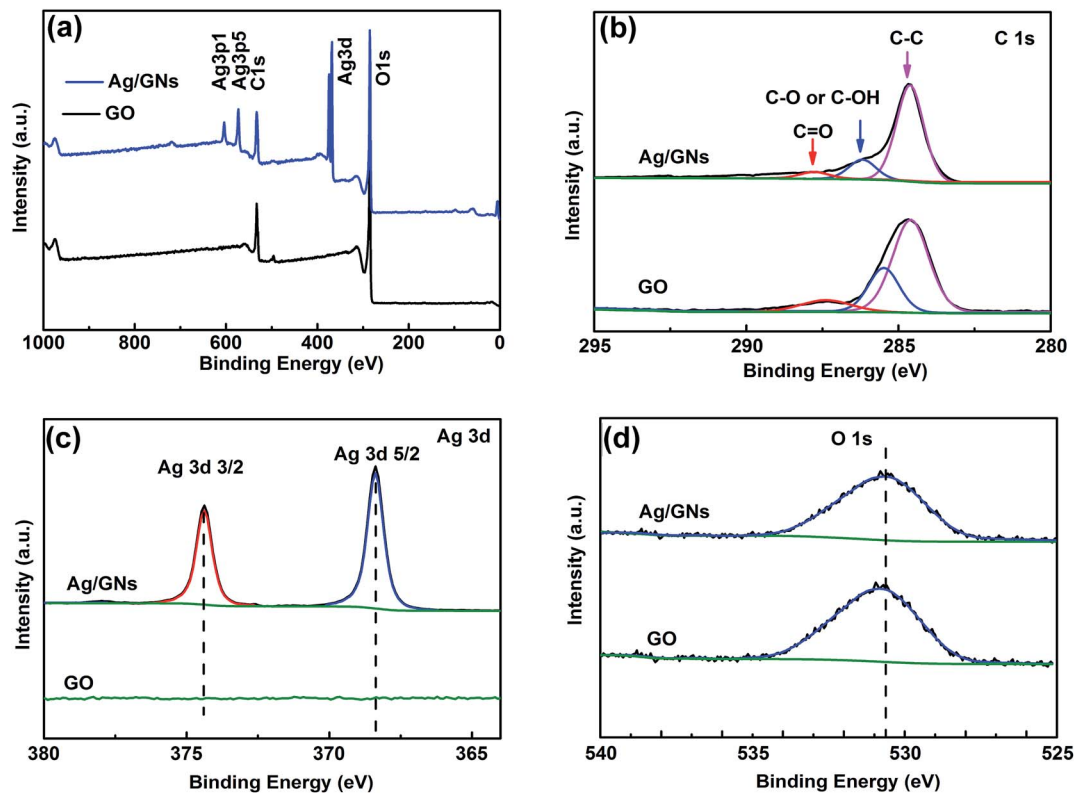 (a)
Ag3p1
Ag3p5
C1s
Ag3d
O1s
Ag/GNs
GO
Intensity (a.u.)
1000 800 600 400 200 0
Binding Energy (eV)
(b)
C-C
C 1s
C-O or C-OH
C=O
Ag/GNs
GO
Intensity (a.u.)
295 290 285 280
Binding Energy (eV)
(c)
Ag 3d
Ag 3d 3/2
Ag 3d 5/2
Ag/GNs
GO
Intensity (a.u.)
380 375 370 365
Binding Energy (eV)
(d)
O 1s
Ag/GNs
GO
Intensity (a.u.)
540 535 530 525
Binding Energy (eV)